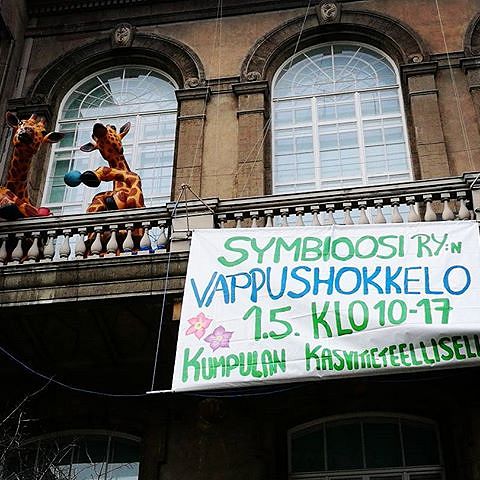 SYMBIOOSI RY:N
VAPPUSHOKKELO
1.5. KLO 10-17
KUMPULAN KASVITIETEELLISELL